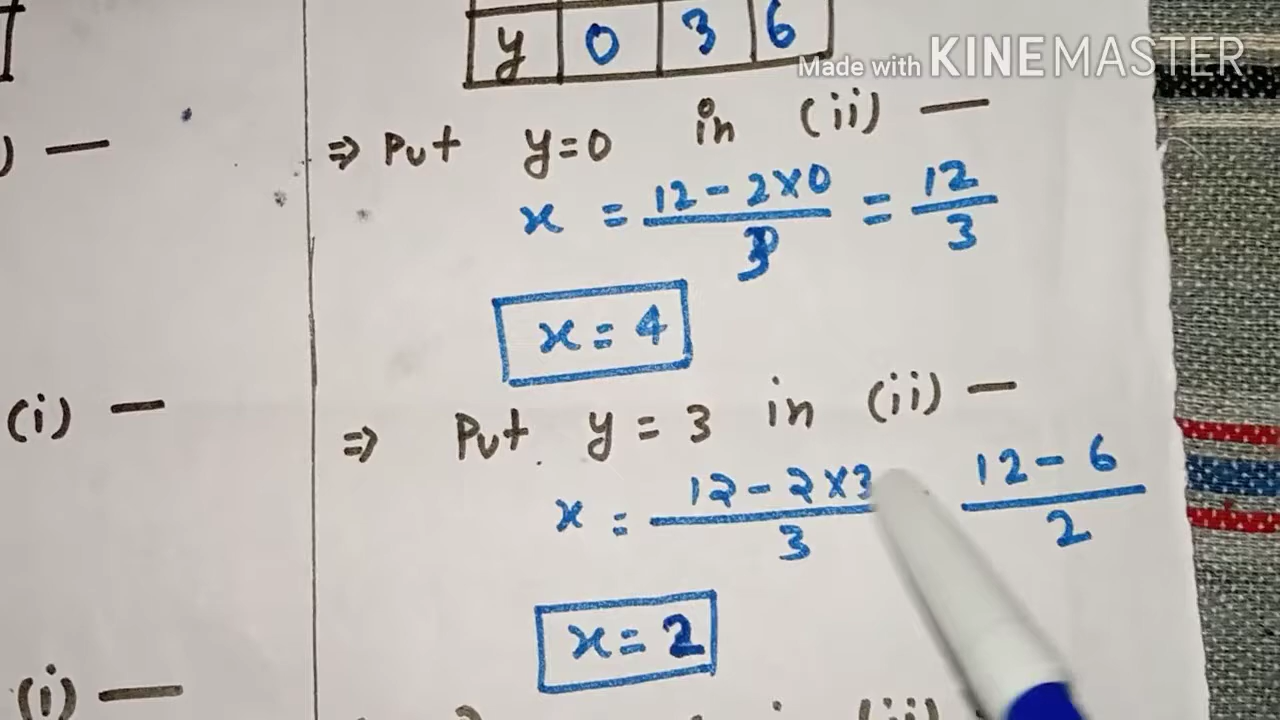 y 0 3 6
Made with KINEMASTER
) —
⇒ Put y=0 in (ii) —
x = 12 - 2×0 / 3 = 12 / 3
x = 4
(i) —
⇒ Put y = 3 in (ii) —
x = 12 - 2×3 / 3 12 - 6 / 2
x = 2
(i) —
(ii)